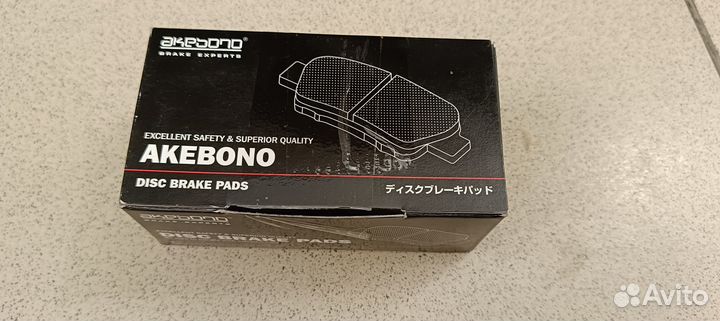 akebono®
BRAKE EXPERTS
EXCELLENT SAFETY & SUPERIOR QUALITY
AKEBONO
DISC BRAKE PADS
ディスクブレーキパッド
akebono
DISC BRAKE PADS
Avito